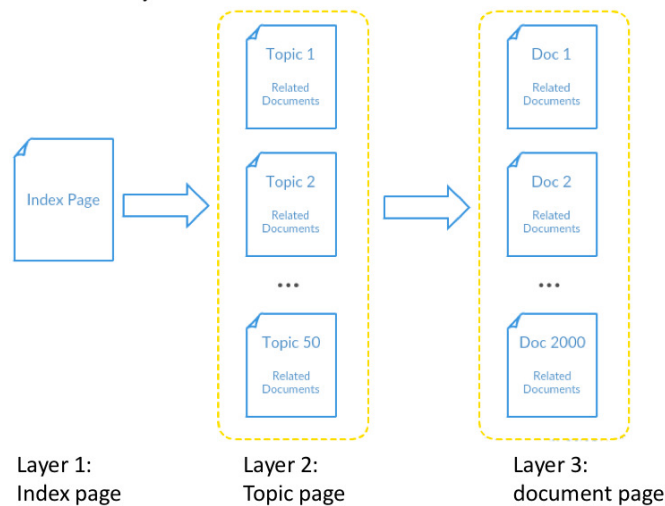 Index Page
Topic 1
Related
Documents
Topic 2
Related
Documents
...
Topic 50
Related
Documents
Doc 1
Related
Documents
Doc 2
Related
Documents
...
Doc 2000
Related
Documents
Layer 1:
Index page
Layer 2:
Topic page
Layer 3:
document page